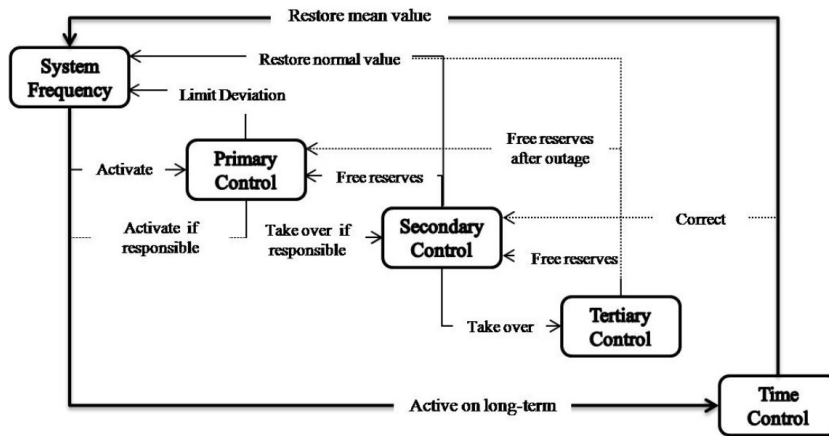 Restore mean value
System
Frequency
Restore normal value
Limit Deviation
Activate
Primary
Control
Free reserves
Free reserves
after outage
Activate if
responsible
Take over if
responsible
Secondary
Control
Correct
Free reserves
Take over
Tertiary
Control
Active on long-term
Time
Control